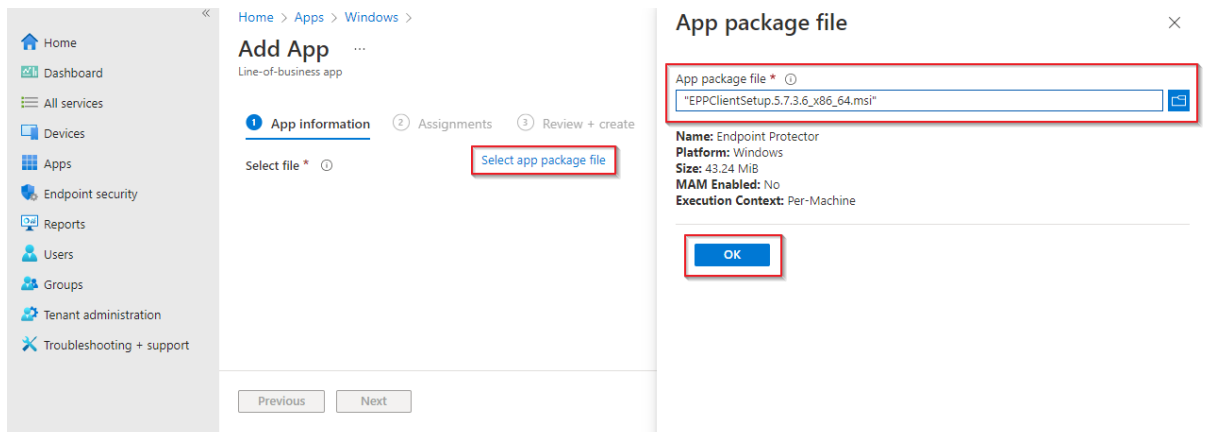 «
Home
Dashboard
All services
Devices
Apps
Endpoint security
Reports
Users
Groups
Tenant administration
Troubleshooting + support
Home > Apps > Windows >
Add App ...
Line-of-business app
1 App information 2 Assignments 3 Review + create
Select file * Select app package file
Previous Next
App package file
App package file *
"EPPClientSetup.5.7.3.6_x86_64.msi"
Name: Endpoint Protector
Platform: Windows
Size: 43.24 MiB
MAM Enabled: No
Execution Context: Per-Machine
OK